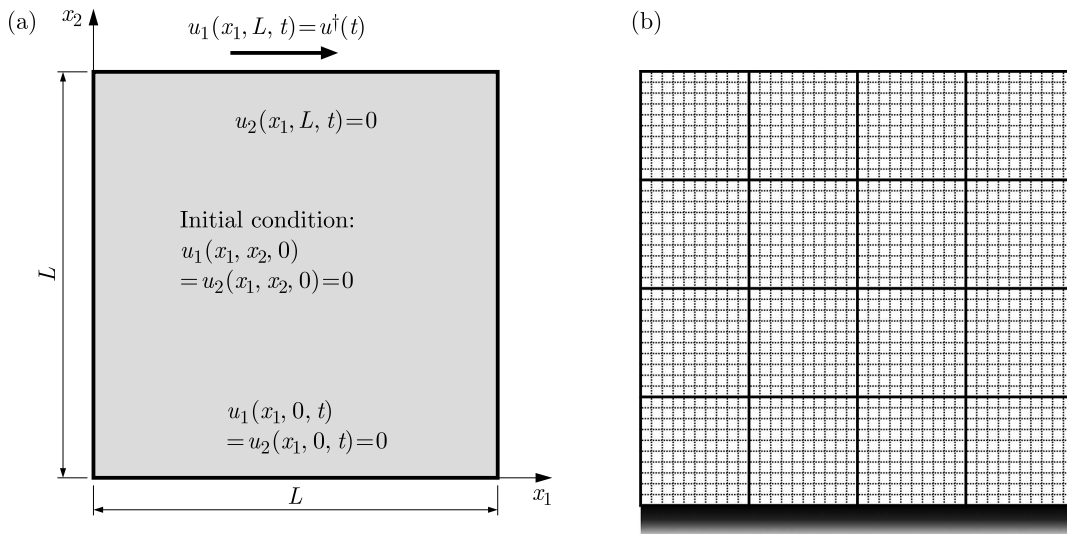 (a)
x₂
u₁(x₁, L, t)=u†(t)
u₂(x₁, L, t)=0
Initial condition:
u₁(x₁, x₂, 0)
=u₂(x₁, x₂, 0)=0
L
u₁(x₁, 0, t)
=u₂(x₁, 0, t)=0
L
x₁
(b)